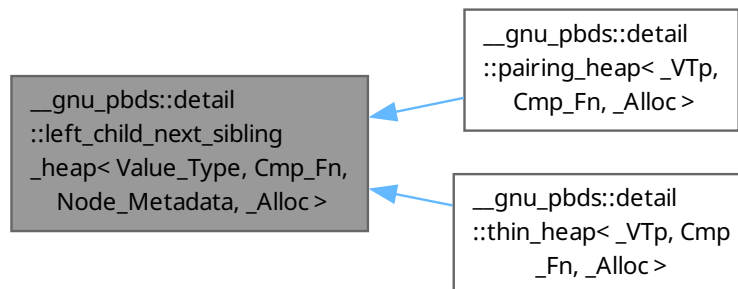 __gnu_pbds::detail
::left_child_next_sibling
_heap< Value_Type, Cmp_Fn,
Node_Metadata, _Alloc >
__gnu_pbds::detail
::pairing_heap< _VTp,
Cmp_Fn, _Alloc >
__gnu_pbds::detail
::thin_heap< _VTp, Cmp
_Fn, _Alloc >